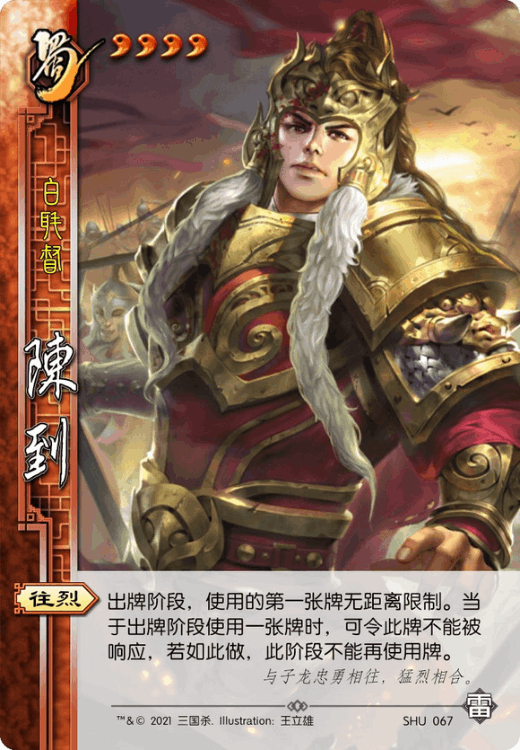 蜀
白毦督
陳到
往烈
出牌阶段，使用的第一张牌无距离限制。当
于出牌阶段使用一张牌时，可令此牌不能被
响应，若如此做，此阶段不能再使用牌。
与子龙忠勇相往，猛烈相合。
™&© 2021 三国杀. Illustration: 王立雄
SHU 067
雷